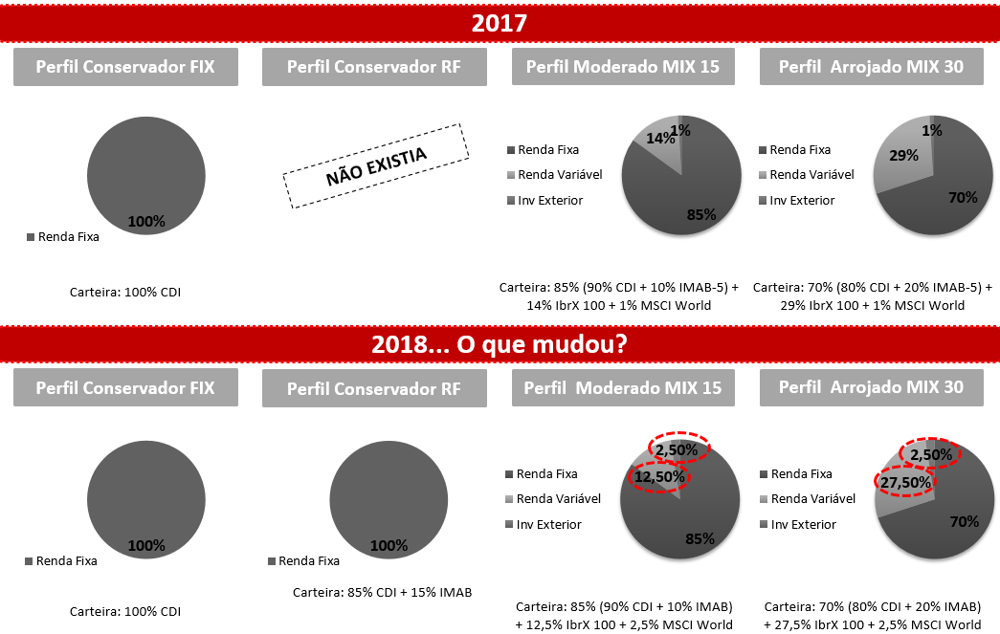 2017
Perfil Conservador FIX
Perfil Conservador RF
Perfil Moderado MIX 15
Perfil Arrojado MIX 30
100%
Renda Fixa
Carteira: 100% CDI
NÃO EXISTIA
Renda Fixa
Renda Variável
Inv Exterior
14%
1%
85%
Carteira: 85% (90% CDI + 10% IMAB-5) +
14% IbrX 100 + 1% MSCI World
Renda Fixa
Renda Variável
Inv Exterior
1%
29%
70%
Carteira: 70% (80% CDI + 20% IMAB-5) +
29% IbrX 100 + 1% MSCI World
2018... O que mudou?
Perfil Conservador FIX
Perfil Conservador RF
Perfil Moderado MIX 15
Perfil Arrojado MIX 30
100%
Renda Fixa
Carteira: 100% CDI
100%
Renda Fixa
Carteira: 85% CDI + 15% IMAB
Renda Fixa
Renda Variável
Inv Exterior
2,50%
12,50%
85%
Carteira: 85% (90% CDI + 10% IMAB)
+ 12,5% IbrX 100 + 2,5% MSCI World
Renda Fixa
Renda Variável
Inv Exterior
2,50%
27,50%
70%
Carteira: 70% (80% CDI + 20% IMAB)
+ 27,5% IbrX 100 + 2,5% MSCI World